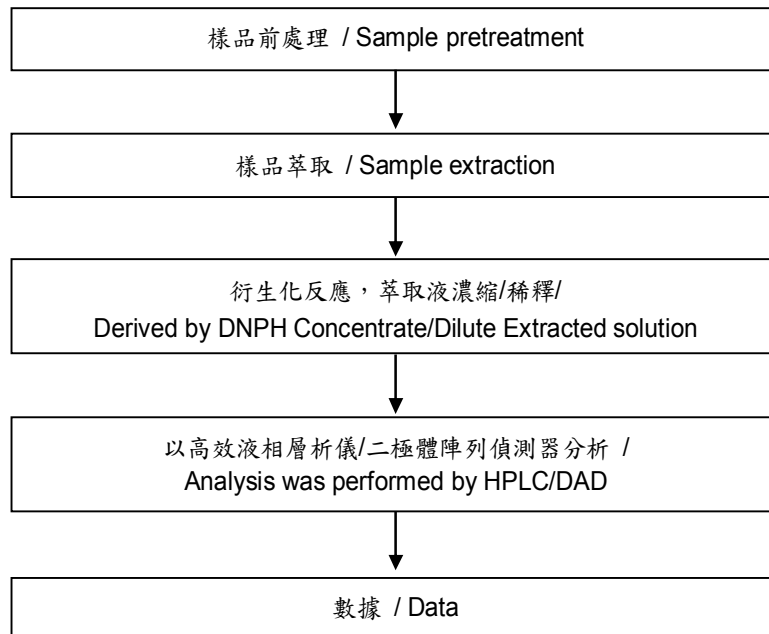 樣品前處理 / Sample pretreatment
樣品萃取 / Sample extraction
衍生化反應，萃取液濃縮/稀釋/
Derived by DNPH Concentrate/Dilute Extracted solution
以高效液相層析儀/二極體陣列偵測器分析 /
Analysis was performed by HPLC/DAD
數據 / Data